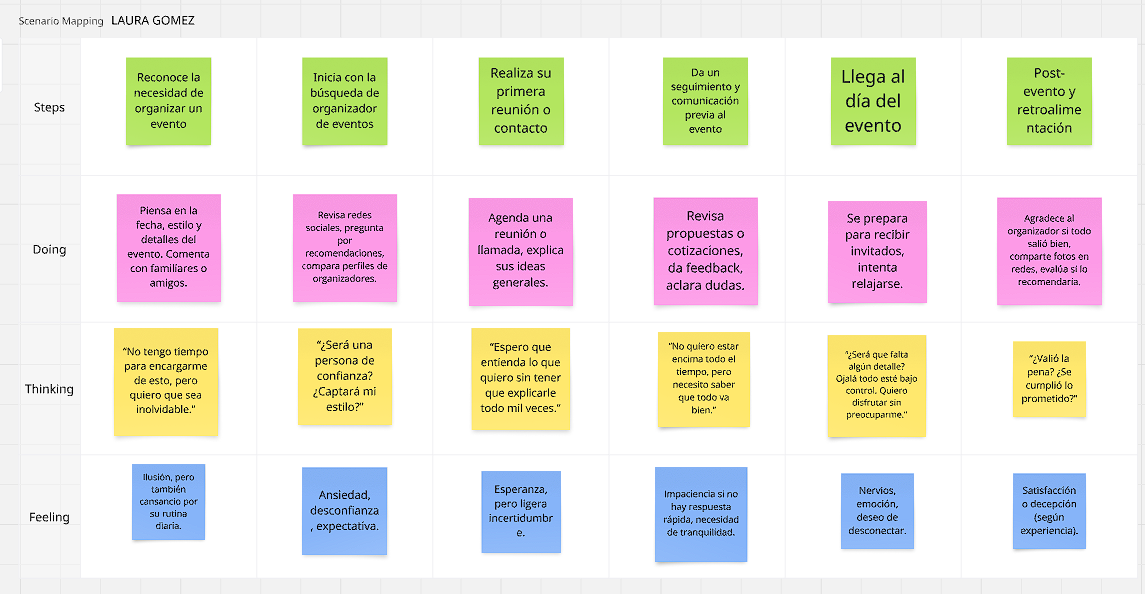 Scenario Mapping LAURA GOMEZ
Steps
Reconoce la
necesidad de
organizar un
evento
Inicia con la
búsqueda de
organizador
de eventos
Realiza su
primera
reunión o
contacto
Da un
seguimiento y
comunicación
previa al
evento
Llega al
día del
evento
Post-
evento y
retroalime
ntación
Doing
Piensa en la
fecha, estilo y
detalles del
evento. Comenta
con familiares o
amigos.
Revisa redes
sociales, pregunta
por
recomendaciones,
compara perfiles de
organizadores.
Agenda una
reunión o
llamada, explica
sus ideas
generales.
Revisa
propuestas o
cotizaciones,
da feedback,
aclara dudas.
Se prepara
para recibir
invitados,
intenta
relajarse.
Agradece al
organizador si todo
salió bien,
comparte fotos en
redes, evalúa si lo
recomendaría.
Thinking
“No tengo tiempo
para encargarme
de esto, pero
quiero que sea
inolvidable.”
“¿Será una
persona de
confianza?
¿Captará mi
estilo?”
“Espero que
entienda lo que
quiero sin tener
que explicarle
todo mil veces.”
“No quiero estar
encima todo el
tiempo, pero
necesito saber
que todo va
bien.”
“¿Será que falta
algún detalle?
Ojalá todo esté bajo
control. Quiero
disfrutar sin
preocuparme.”
“¿Valió la
pena? ¿Se
cumplió lo
prometido?”
Feeling
Ilusión, pero
también
cansancio por
su rutina
diaria.
Ansiedad,
desconfianza
, expectativa.
Esperanza,
pero ligera
incertidumbr
e.
Impaciencia si no
hay respuesta
rápida, necesidad
de tranquilidad.
Nervios,
emoción,
deseo de
desconectar.
Satisfacción
o decepción
(según
experiencia).